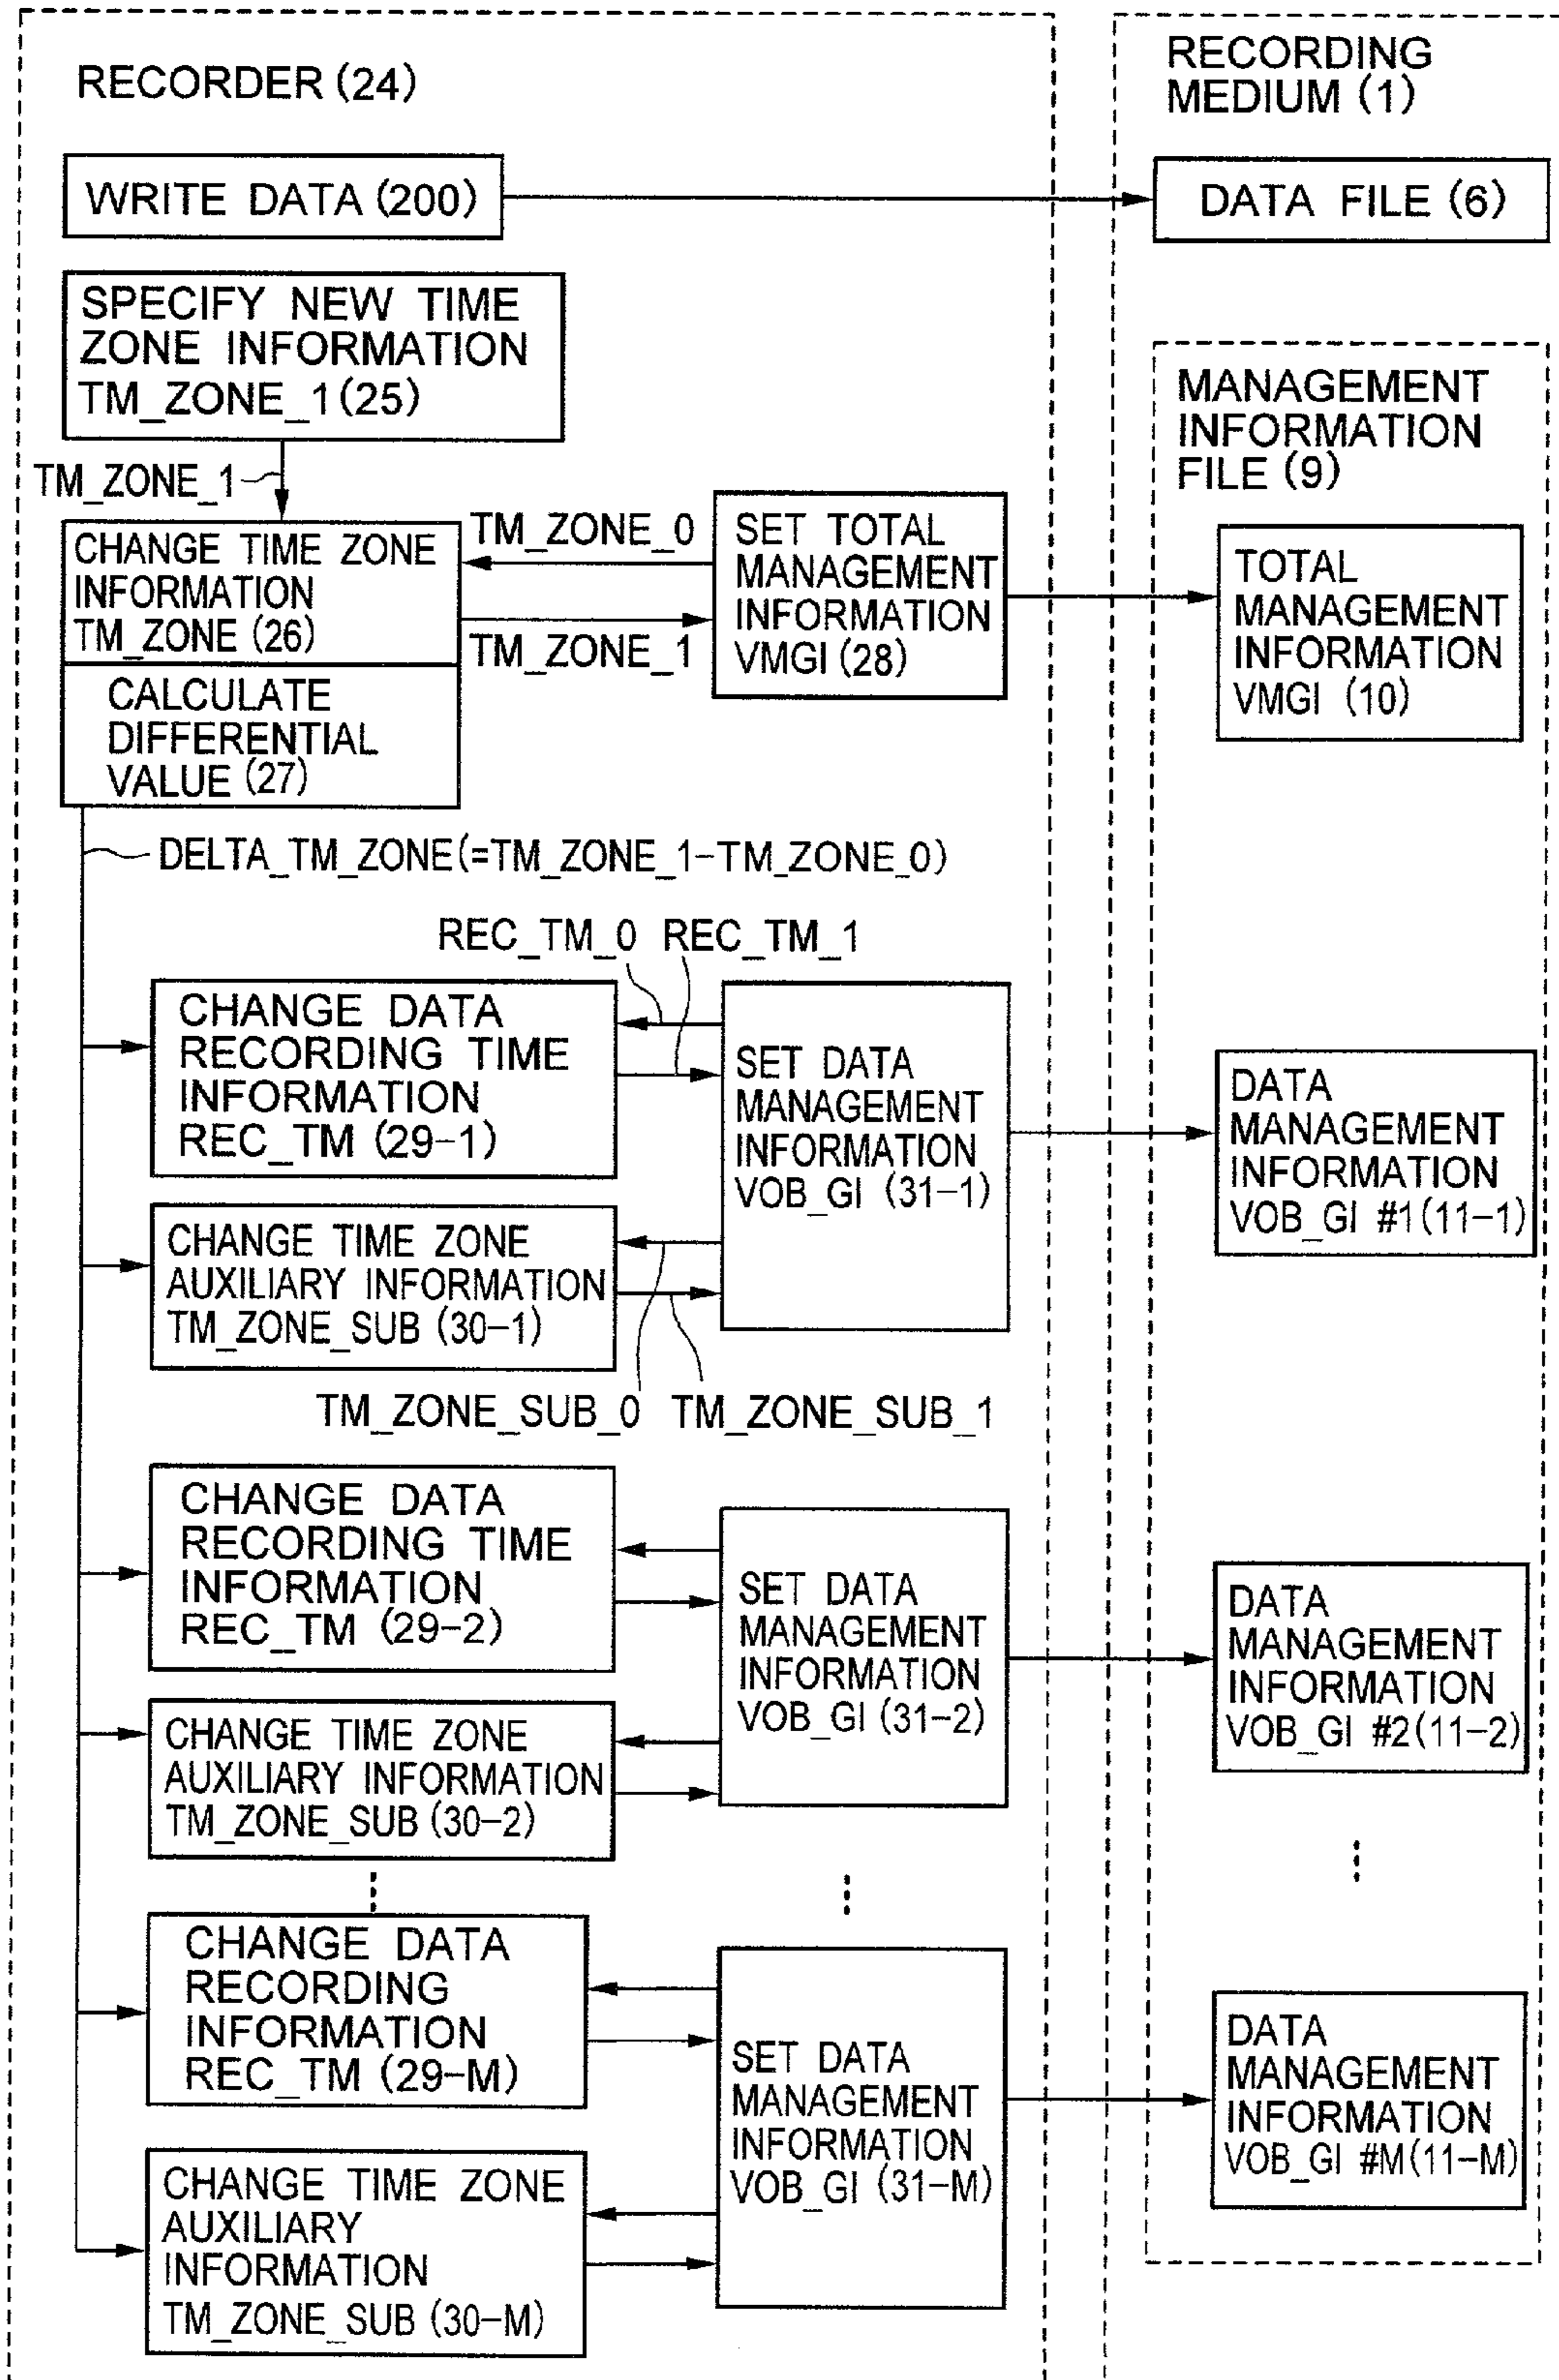 RECORDER (24)
RECORDING
MEDIUM (1)
WRITE DATA (200)
DATA FILE (6)
SPECIFY NEW TIME
ZONE INFORMATION
TM_ZONE_1 (25)
MANAGEMENT
INFORMATION
FILE (9)
TM_ZONE_1
CHANGE TIME ZONE
INFORMATION
TM_ZONE (26)
TM_ZONE_0
TM_ZONE_1
SET TOTAL
MANAGEMENT
INFORMATION
VMGI (28)
TOTAL
MANAGEMENT
INFORMATION
VMGI (10)
CALCULATE
DIFFERENTIAL
VALUE (27)
DELTA_TM_ZONE(=TM_ZONE_1-TM_ZONE_0)
REC_TM_0 REC_TM_1
CHANGE DATA
RECORDING TIME
INFORMATION
REC_TM (29-1)
SET DATA
MANAGEMENT
INFORMATION
VOB_GI (31-1)
DATA
MANAGEMENT
INFORMATION
VOB_GI #1 (11-1)
CHANGE TIME ZONE
AUXILIARY INFORMATION
TM_ZONE_SUB (30-1)
TM_ZONE_SUB_0 TM_ZONE_SUB_1
CHANGE DATA
RECORDING TIME
INFORMATION
REC_TM (29-2)
SET DATA
MANAGEMENT
INFORMATION
VOB_GI (31-2)
DATA
MANAGEMENT
INFORMATION
VOB_GI #2 (11-2)
CHANGE TIME ZONE
AUXILIARY INFORMATION
TM_ZONE_SUB (30-2)
CHANGE DATA
RECORDING
INFORMATION
REC_TM (29-M)
SET DATA
MANAGEMENT
INFORMATION
VOB_GI (31-M)
DATA
MANAGEMENT
INFORMATION
VOB_GI #M (11-M)
CHANGE TIME ZONE
AUXILIARY
INFORMATION
TM_ZONE_SUB (30-M)